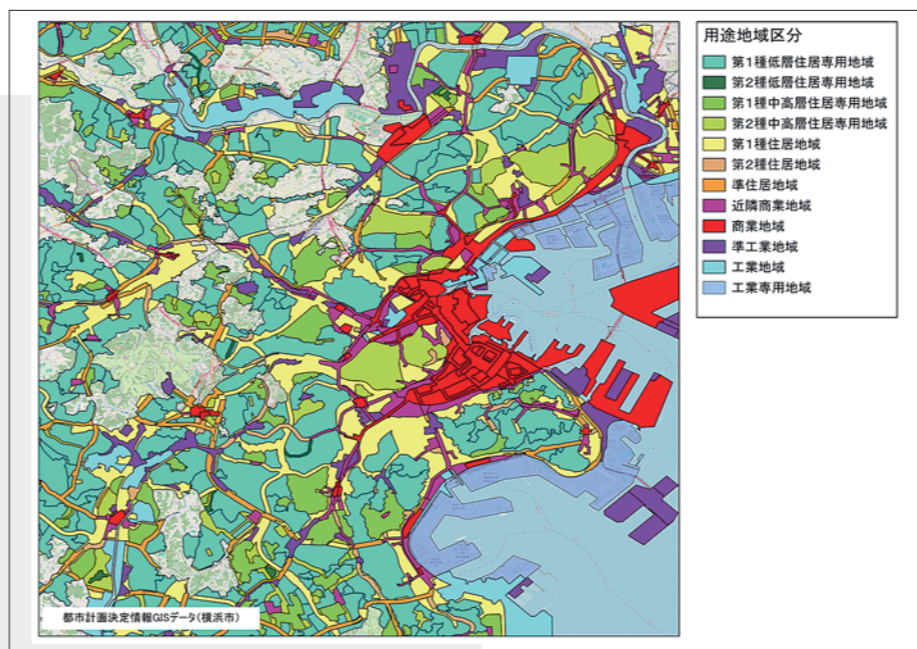 用途地域区分
第1種低層住居専用地域
第2種低層住居専用地域
第1種中高層住居専用地域
第2種中高層住居専用地域
第1種住居地域
第2種住居地域
準住居地域
近隣商業地域
商業地域
準工業地域
工業地域
工業専用地域
都市計画決定情報GISデータ(横浜市)